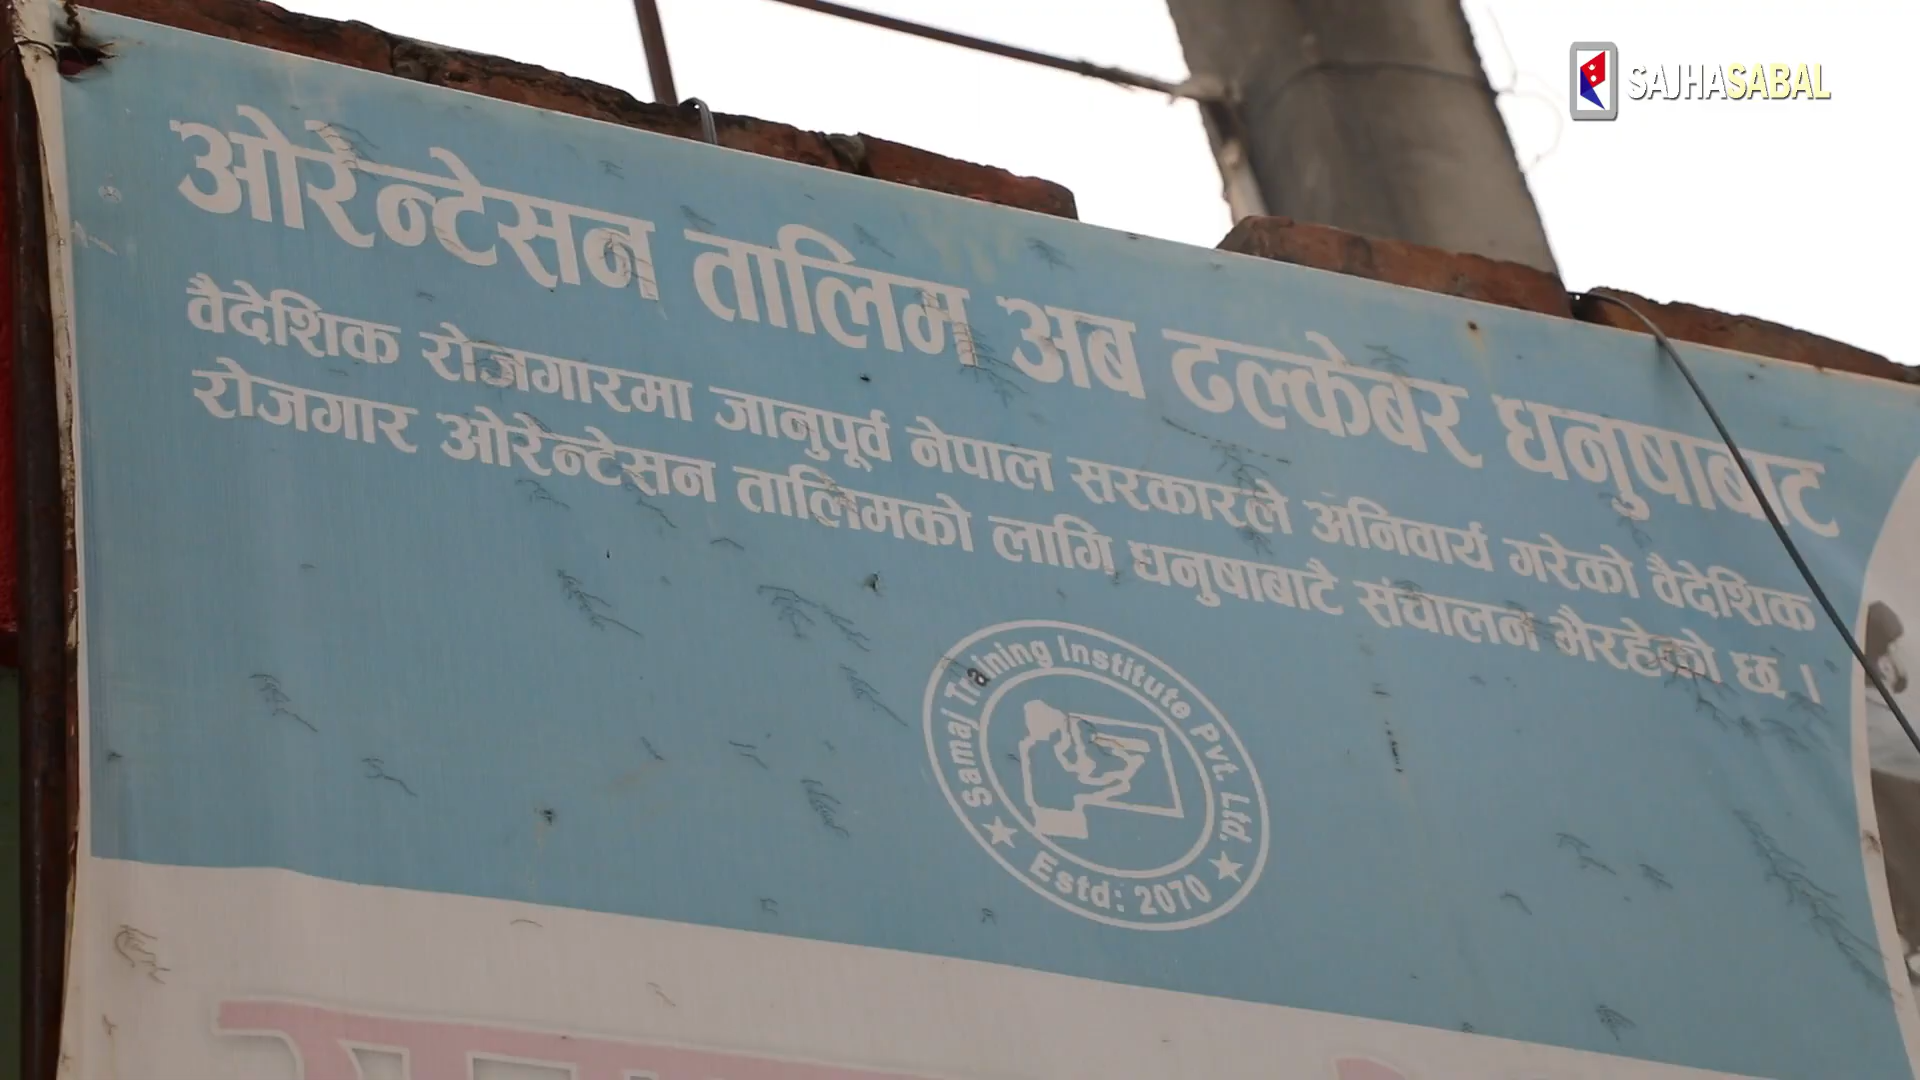 SAJHASABAL
ओरेन्टेसन तालिम अब ढल्केबर धनुषाबाट
वैदेशिक रोजगारमा जानुपूर्व नेपाल सरकारले अनिवार्य गरेको वैदेशिक
रोजगार ओरेन्टेसन तालिमको लागि धनुषाबाटै संचालन भैरहेको छ ।
Samaj Training Institute Pvt. Ltd.
Estd: 2070